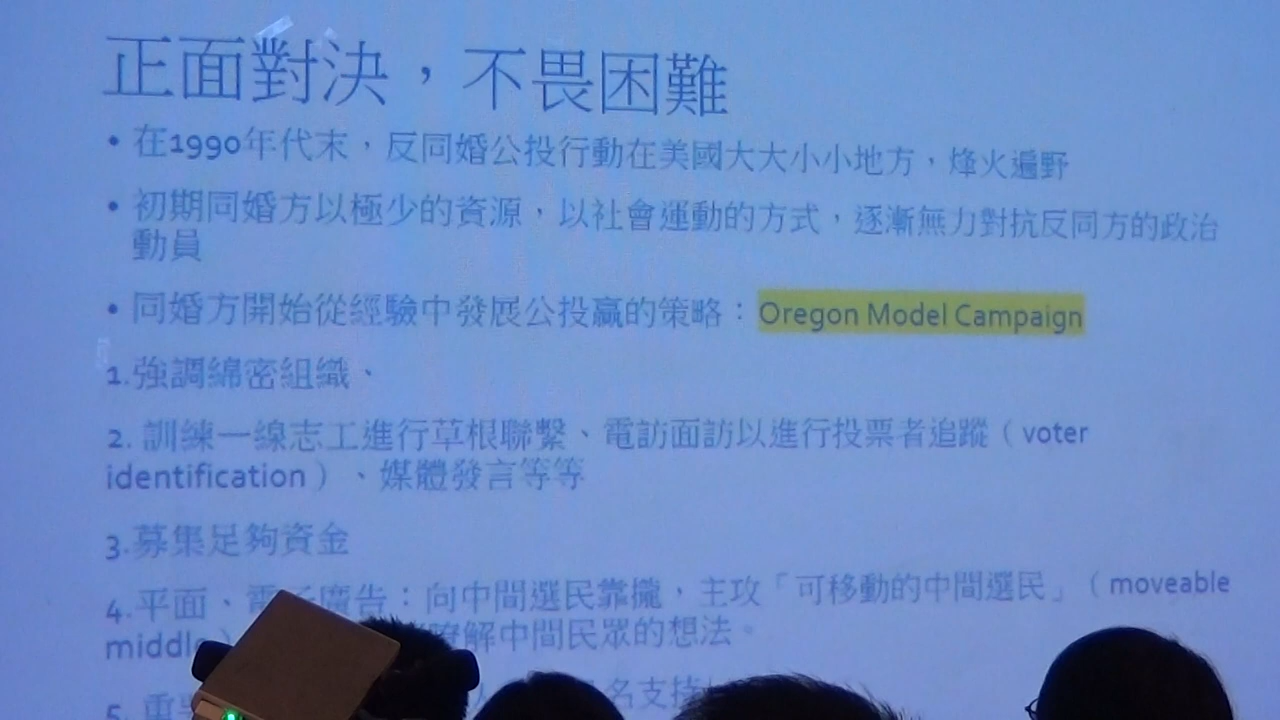 正面對決，不畏困難
• 在1990年代末，反同婚公投行動在美國大大小小地方，烽火遍野
• 初期同婚方以極少的資源，以社會運動的方式，逐漸無力對抗反同方的政治
動員
• 同婚方開始從經驗中發展公投贏的策略：Oregon Model Campaign
1.強調綿密組織、
2. 訓練一線志工進行草根聯繫、電訪面訪以進行投票者追蹤（voter
identification）、媒體發言等等
3.募集足夠資金
4.平面、電子廣告：向中間選民靠攏，主攻「可移動的中間選民」（moveable
middle）瞭解中間民眾的想法。
5. 重 名支持